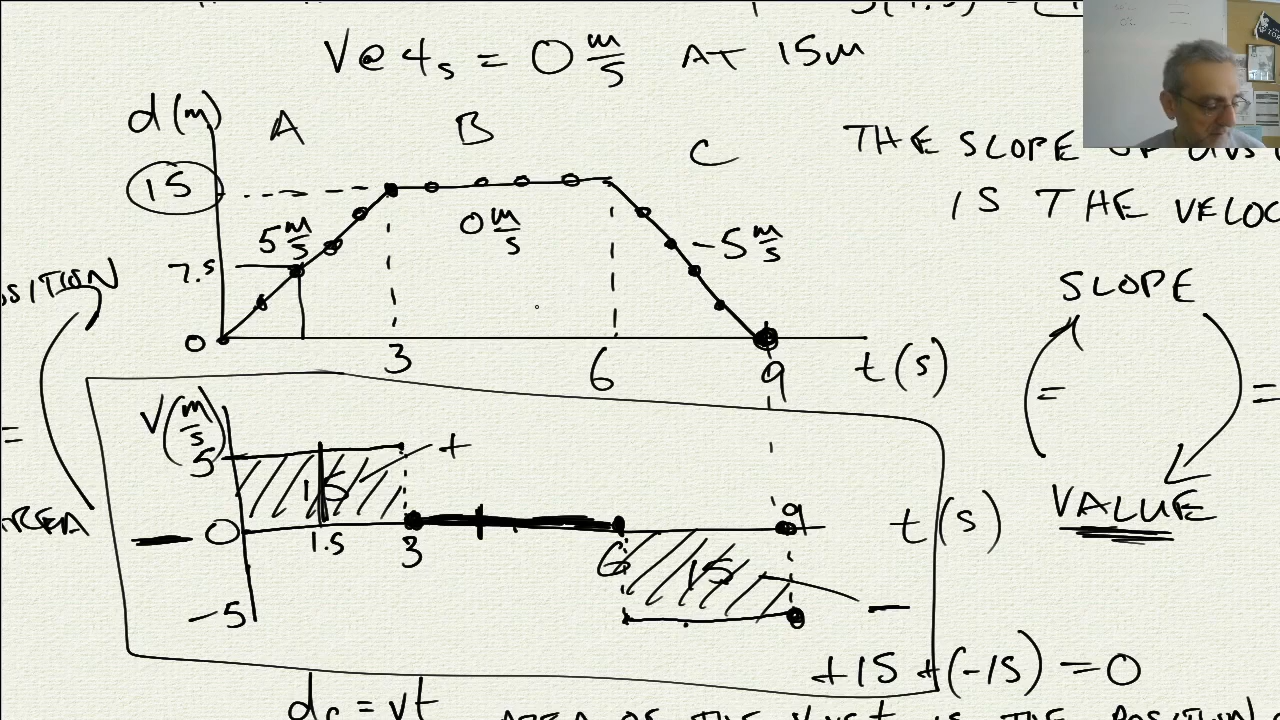 V@4s = 0 m/s AT 15m
d(m) A B C
THE SLOPE
15
IS THE VELOC
5 m/s 0 m/s -5 m/s
7.5
SLOPE
0
3 6 9 t(s)
= =
V(m/s)
5 15 +
VALUE
0 1.5 3 6 9 t(s)
15
-5 -
+15 + (-15) = 0
= vt